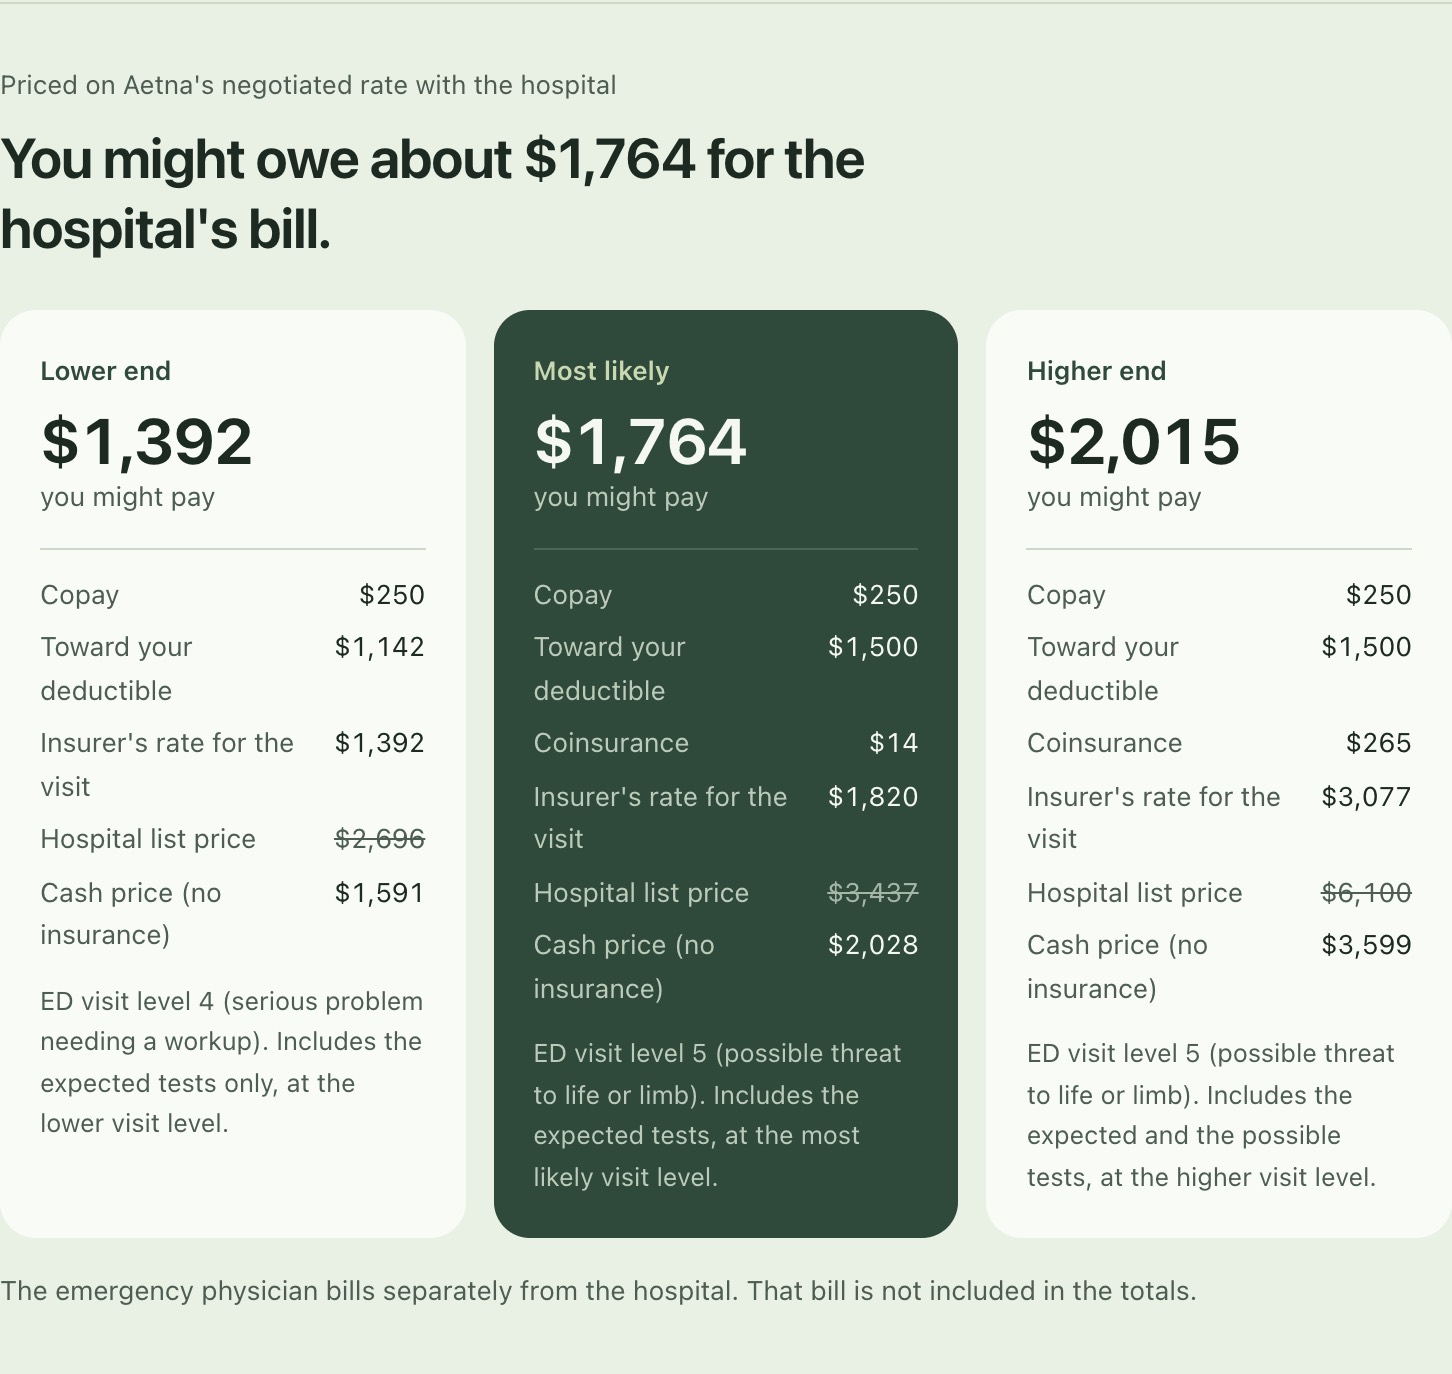 Priced on Aetna's negotiated rate with the hospital
You might owe about $1,764 for the
hospital's bill.
Lower end
$1,392
you might pay
Copay $250
Toward your $1,142
deductible
Insurer's rate for the $1,392
visit
Hospital list price $2,696
Cash price (no $1,591
insurance)
ED visit level 4 (serious problem
needing a workup). Includes the
expected tests only, at the
lower visit level.
Most likely
$1,764
you might pay
Copay $250
Toward your $1,500
deductible
Coinsurance $14
Insurer's rate for the $1,820
visit
Hospital list price $3,437
Cash price (no $2,028
insurance)
ED visit level 5 (possible threat
to life or limb). Includes the
expected tests, at the most
likely visit level.
Higher end
$2,015
you might pay
Copay $250
Toward your $1,500
deductible
Coinsurance $265
Insurer's rate for the $3,077
visit
Hospital list price $6,100
Cash price (no $3,599
insurance)
ED visit level 5 (possible threat
to life or limb). Includes the
expected and the possible
tests, at the higher visit level.
The emergency physician bills separately from the hospital. That bill is not included in the totals.